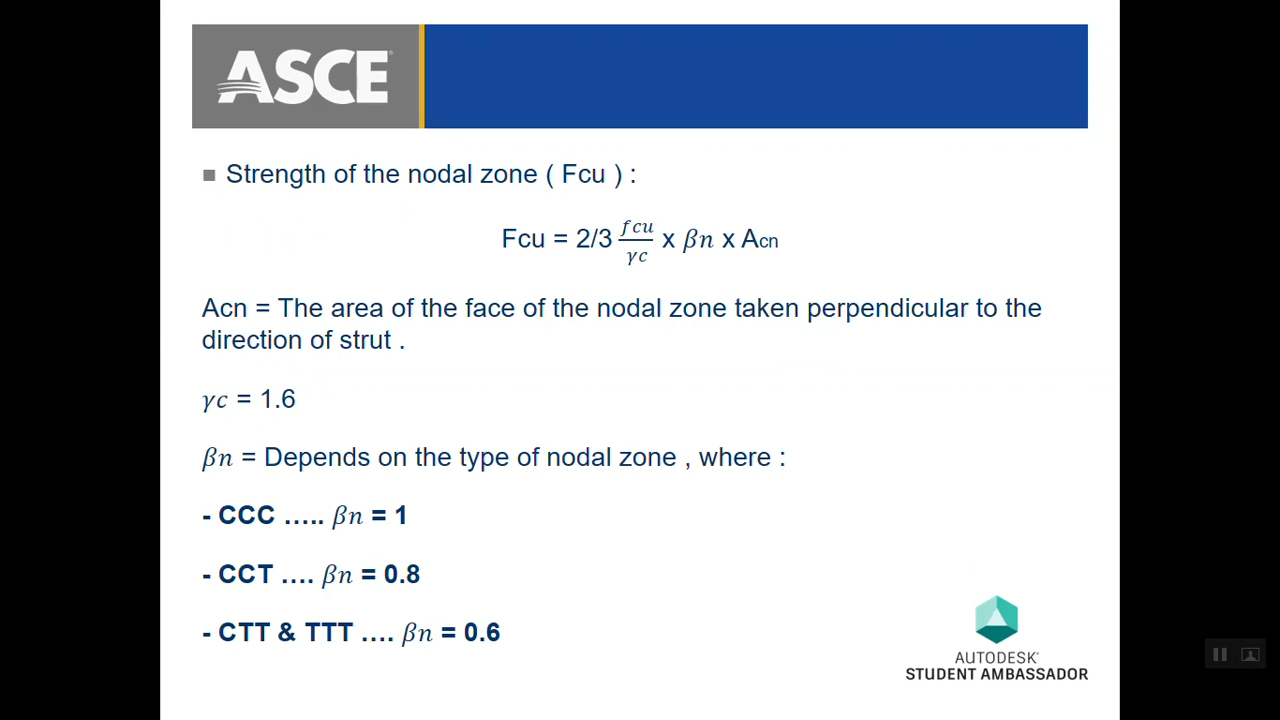 ASCE
■ Strength of the nodal zone ( Fcu ) :
Fcu = 2/3 fcu/γc x βn x Acn
Acn = The area of the face of the nodal zone taken perpendicular to the
direction of strut .
γc = 1.6
βn = Depends on the type of nodal zone , where :
- CCC ..... βn = 1
- CCT .... βn = 0.8
- CTT & TTT .... βn = 0.6
AUTODESK®
STUDENT AMBASSADOR